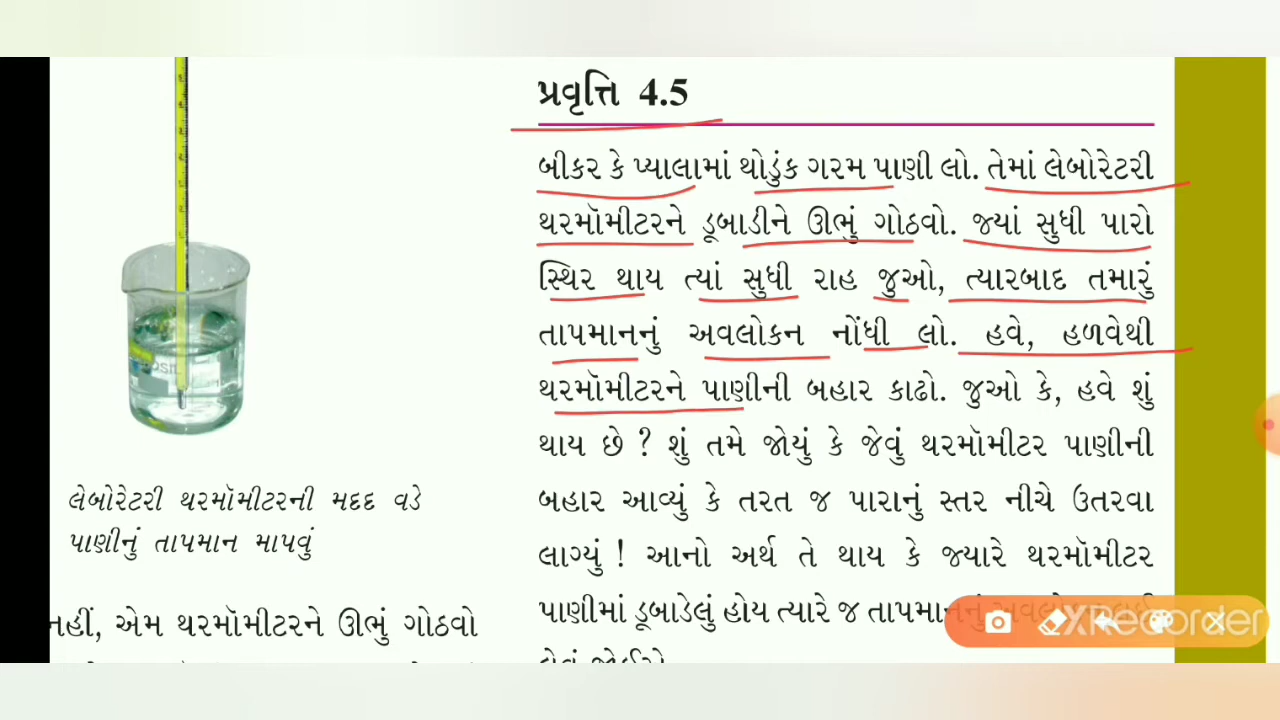 પ્રવૃત્તિ 4.5
બીકર કે પ્યાલામાં થોડુંક ગરમ પાણી લો. તેમાં લેબોરેટરી
થરમૉમીટરને ડૂબાડીને ઊભું ગોઠવો. જ્યાં સુધી પારો
સ્થિર થાય ત્યાં સુધી રાહ જુઓ, ત્યારબાદ તમારું
તાપમાનનું અવલોકન નોંધી લો. હવે, હળવેથી
થરમૉમીટરને પાણીની બહાર કાઢો. જુઓ કે, હવે શું
થાય છે ? શું તમે જોયું કે જેવું થરમૉમીટર પાણીની
બહાર આવ્યું કે તરત જ પારાનું સ્તર નીચે ઉતરવા
લાગ્યું ! આનો અર્થ તે થાય કે જ્યારે થરમૉમીટર
પાણીમાં ડૂબાડેલું હોય ત્યારે જ તાપમાનનું
લેબોરેટરી થરમૉમીટરની મદદ વડે
પાણીનું તાપમાન માપવું
નહીં, એમ થરમૉમીટરને ઊભું ગોઠવો
XRecorder